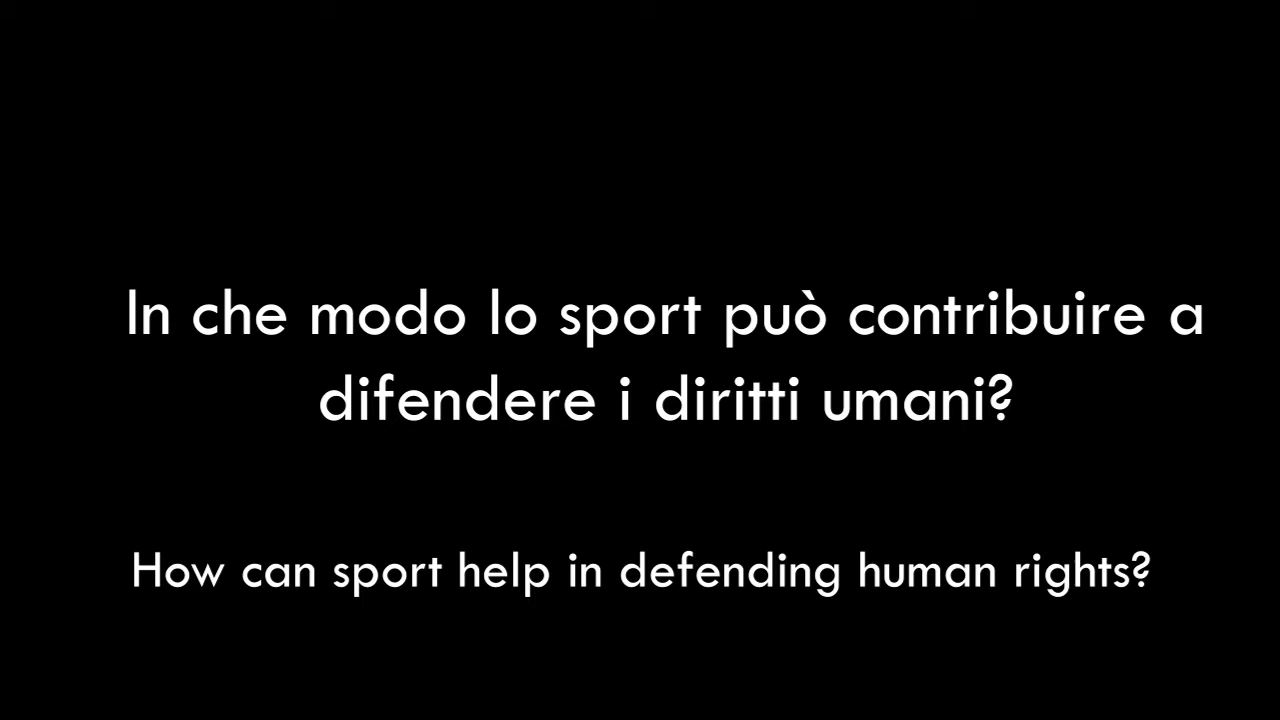 In che modo lo sport può contribuire a
difendere i diritti umani?
How can sport help in defending human rights?